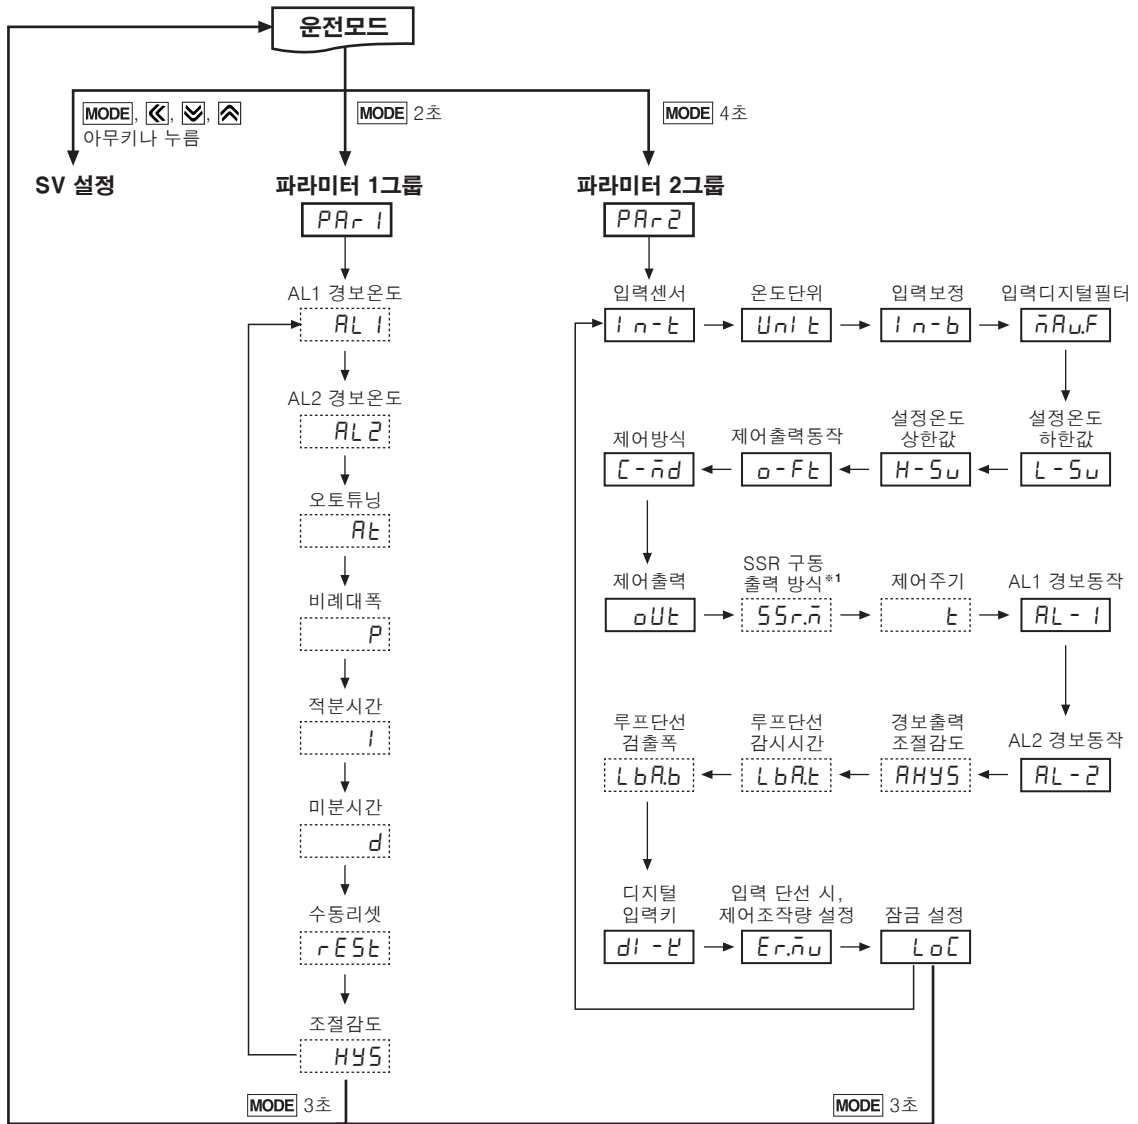 운전모드
MODE, «, ︾, ︽
아무키나 누름
MODE 2초
MODE 4초
SV 설정
파라미터 1그룹
PAr1
AL1 경보온도
AL1
AL2 경보온도
AL2
오토튜닝
At
비례대폭
P
적분시간
I
미분시간
d
수동리셋
rESt
조절감도
HYS
MODE 3초
파라미터 2그룹
PAr2
입력센서
In-t
온도단위
UnIt
입력보정
In-b
입력디지털필터
mAv.F
설정온도
하한값
L-Sv
설정온도
상한값
H-Sv
제어출력동작
o-Ft
제어방식
C-md
제어출력
oUt
SSR 구동
출력 방식※1
SSr.m
제어주기
t
AL1 경보동작
AL-1
AL2 경보동작
AL-2
경보출력
조절감도
AHYS
루프단선
감시시간
LbA.t
루프단선
검출폭
LbA.b
디지털
입력키
dI-K
입력 단선 시,
제어조작량 설정
Er.mv
잠금 설정
LoC
MODE 3초